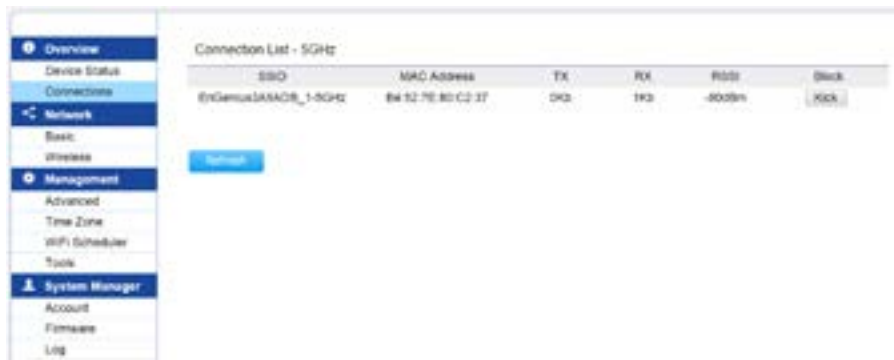 Overview
Device Status
Connections
Network
Basic
Wireless
Management
Advanced
Time Zone
WiFi Scheduler
Tools
System Manager
Account
Firmware
Log
Connection List - 5GHz
SSID MAC Address TX RX RSSI Block
Kick
Refresh